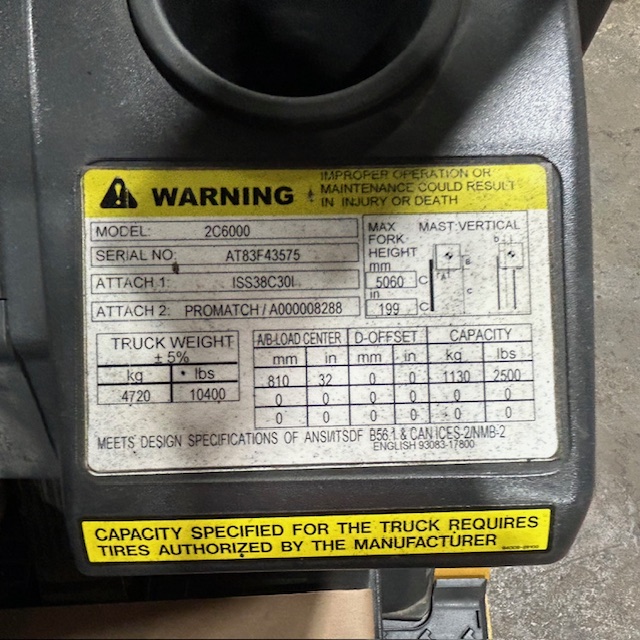 WARNING
IMPROPER OPERATION OR
MAINTENANCE COULD RESULT
IN INJURY OR DEATH
MODEL: 2C6000
SERIAL NO: AT83F43575
ATTACH 1: ISS38C30I
ATTACH 2: PROMATCH / A000008288
MAX
FORK
HEIGHT
mm
5060
in
199
MAST:VERTICAL
A
B
C
C
C
D
TRUCK WEIGHT
± 5%
kg lbs
4720 10400
A/B-LOAD CENTER D-OFFSET CAPACITY
mm in mm in kg lbs
810 32 0 0 1130 2500
0 0 0 0 0 0
0 0 0 0 0 0
MEETS DESIGN SPECIFICATIONS OF ANSI/ITSDF B56.1 & CAN ICES-2/NMB-2
ENGLISH 93083-17800
CAPACITY SPECIFIED FOR THE TRUCK REQUIRES
TIRES AUTHORIZED BY THE MANUFACTURER